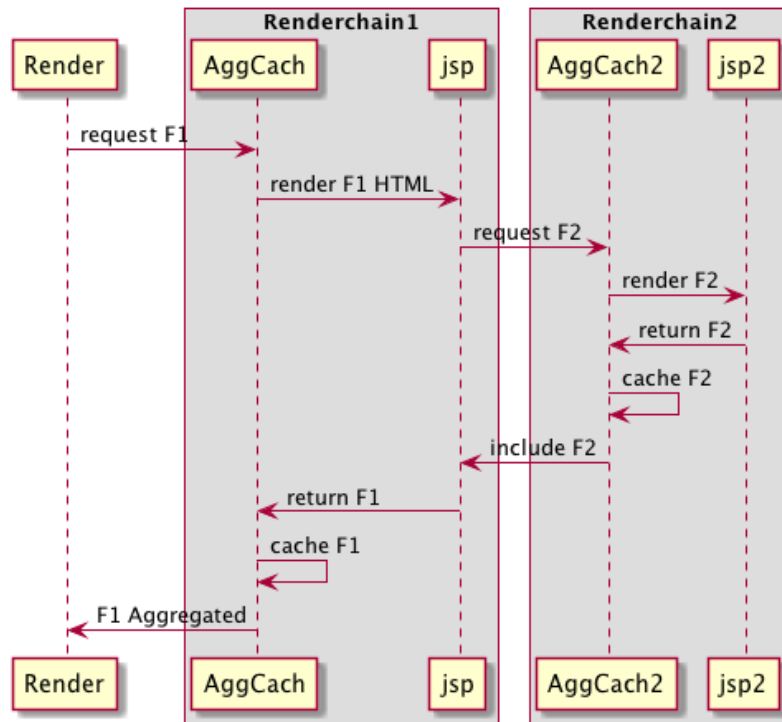 Renderchain1 Renderchain2
Render AggCach jsp AggCach2 jsp2
request F1
render F1 HTML
request F2
render F2
return F2
cache F2
include F2
return F1
cache F1
F1 Aggregated
Render AggCach jsp AggCach2 jsp2